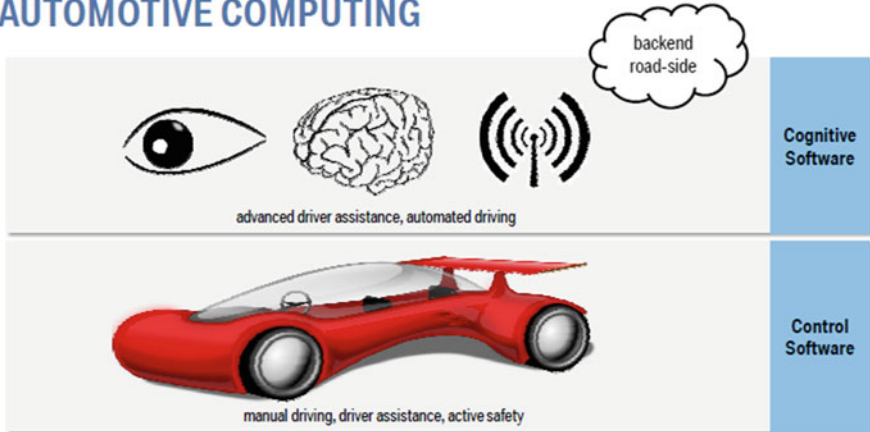 AUTOMOTIVE COMPUTING
backend
road-side
Cognitive
Software
advanced driver assistance, automated driving
Control
Software
manual driving, driver assistance, active safety